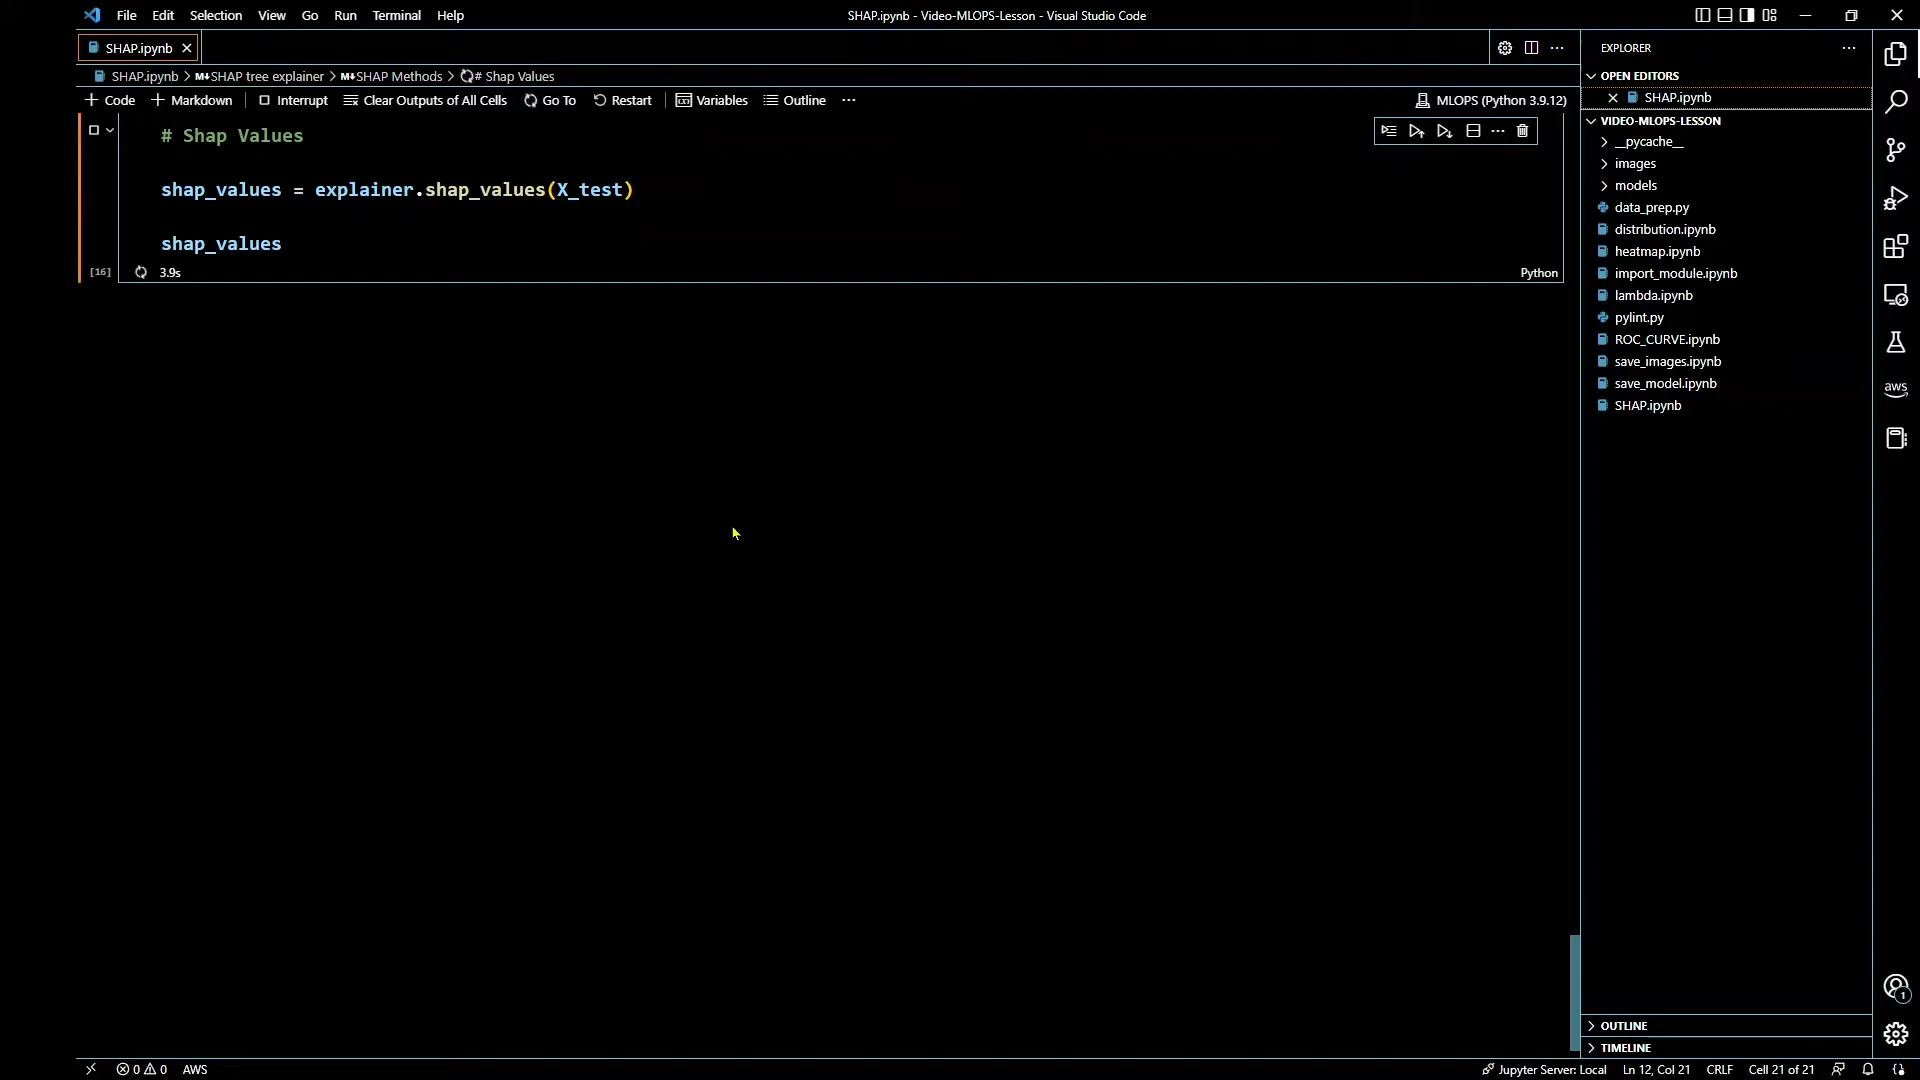 File Edit Selection View Go Run Terminal Help
SHAP.ipynb - Video-MLOPS-Lesson - Visual Studio Code
SHAP.ipynb
SHAP.ipynb > M↓SHAP tree explainer > M↓SHAP Methods > # Shap Values
+ Code + Markdown Interrupt Clear Outputs of All Cells Go To Restart Variables Outline ...
MLOPS (Python 3.9.12)
# Shap Values
shap_values = explainer.shap_values(X_test)
shap_values
[16] 3.9s
Python
EXPLORER
OPEN EDITORS
SHAP.ipynb
VIDEO-MLOPS-LESSON
__pycache__
images
models
data_prep.py
distribution.ipynb
heatmap.ipynb
import_module.ipynb
lambda.ipynb
pylint.py
ROC_CURVE.ipynb
save_images.ipynb
save_model.ipynb
SHAP.ipynb
OUTLINE
TIMELINE
aws
1
0 0 AWS
Jupyter Server: Local Ln 12, Col 21 CRLF Cell 21 of 21